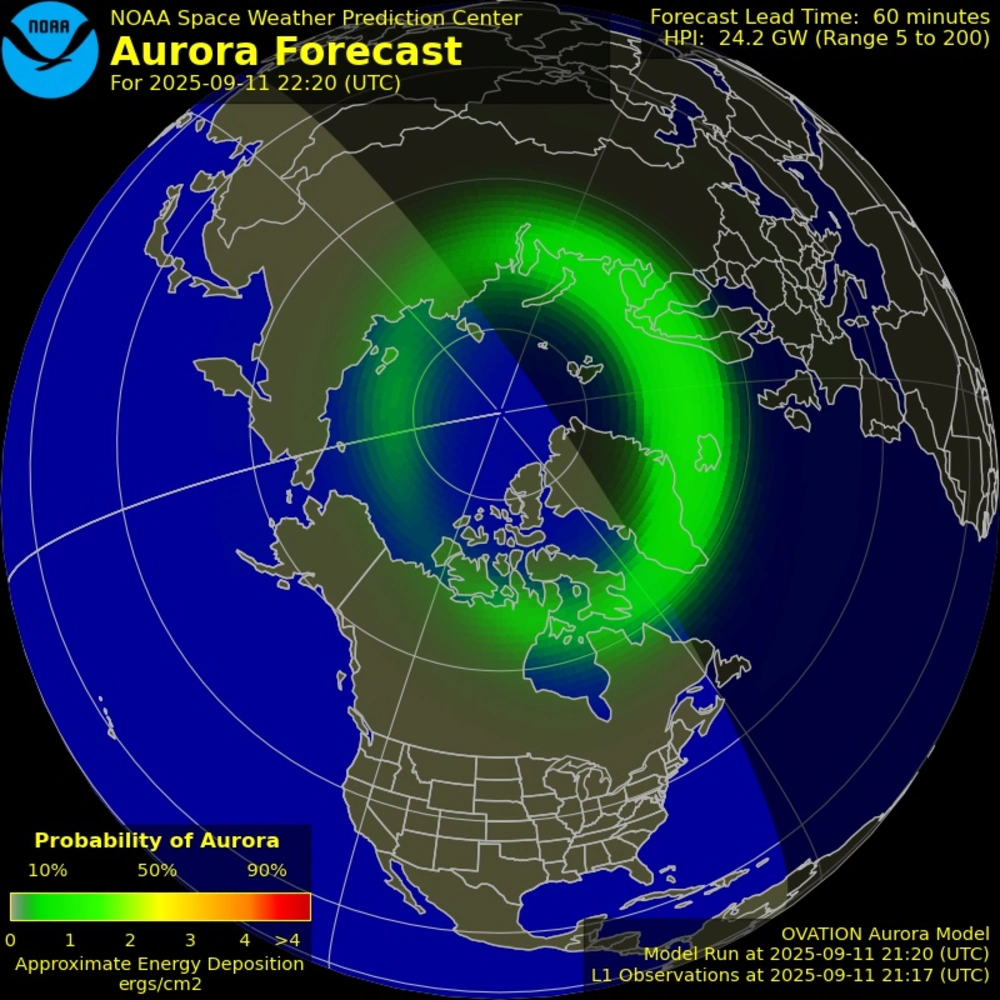 NOAA
NOAA Space Weather Prediction Center
Aurora Forecast
For 2025-09-11 22:20 (UTC)
Forecast Lead Time: 60 minutes
HPI: 24.2 GW (Range 5 to 200)
Probability of Aurora
10% 50% 90%
0 1 2 3 4 >4
Approximate Energy Deposition
ergs/cm2
OVATION Aurora Model
Model Run at 2025-09-11 21:20 (UTC)
L1 Observations at 2025-09-11 21:17 (UTC)